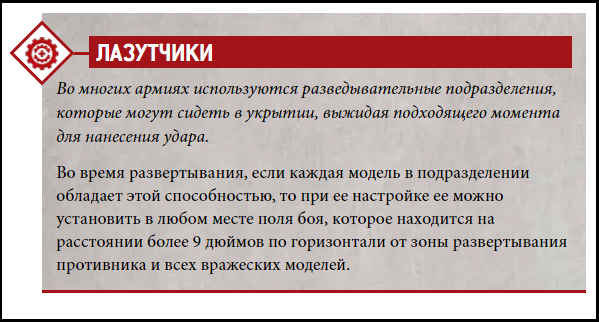 ЛАЗУТЧИКИ
Во многих армиях используются разведывательные подразделения,
которые могут сидеть в укрытии, выжидая подходящего момента
для нанесения удара.
Во время развертывания, если каждая модель в подразделении
обладает этой способностью, то при ее настройке ее можно
установить в любом месте поля боя, которое находится на
расстоянии более 9 дюймов по горизонтали от зоны развертывания
противника и всех вражеских моделей.